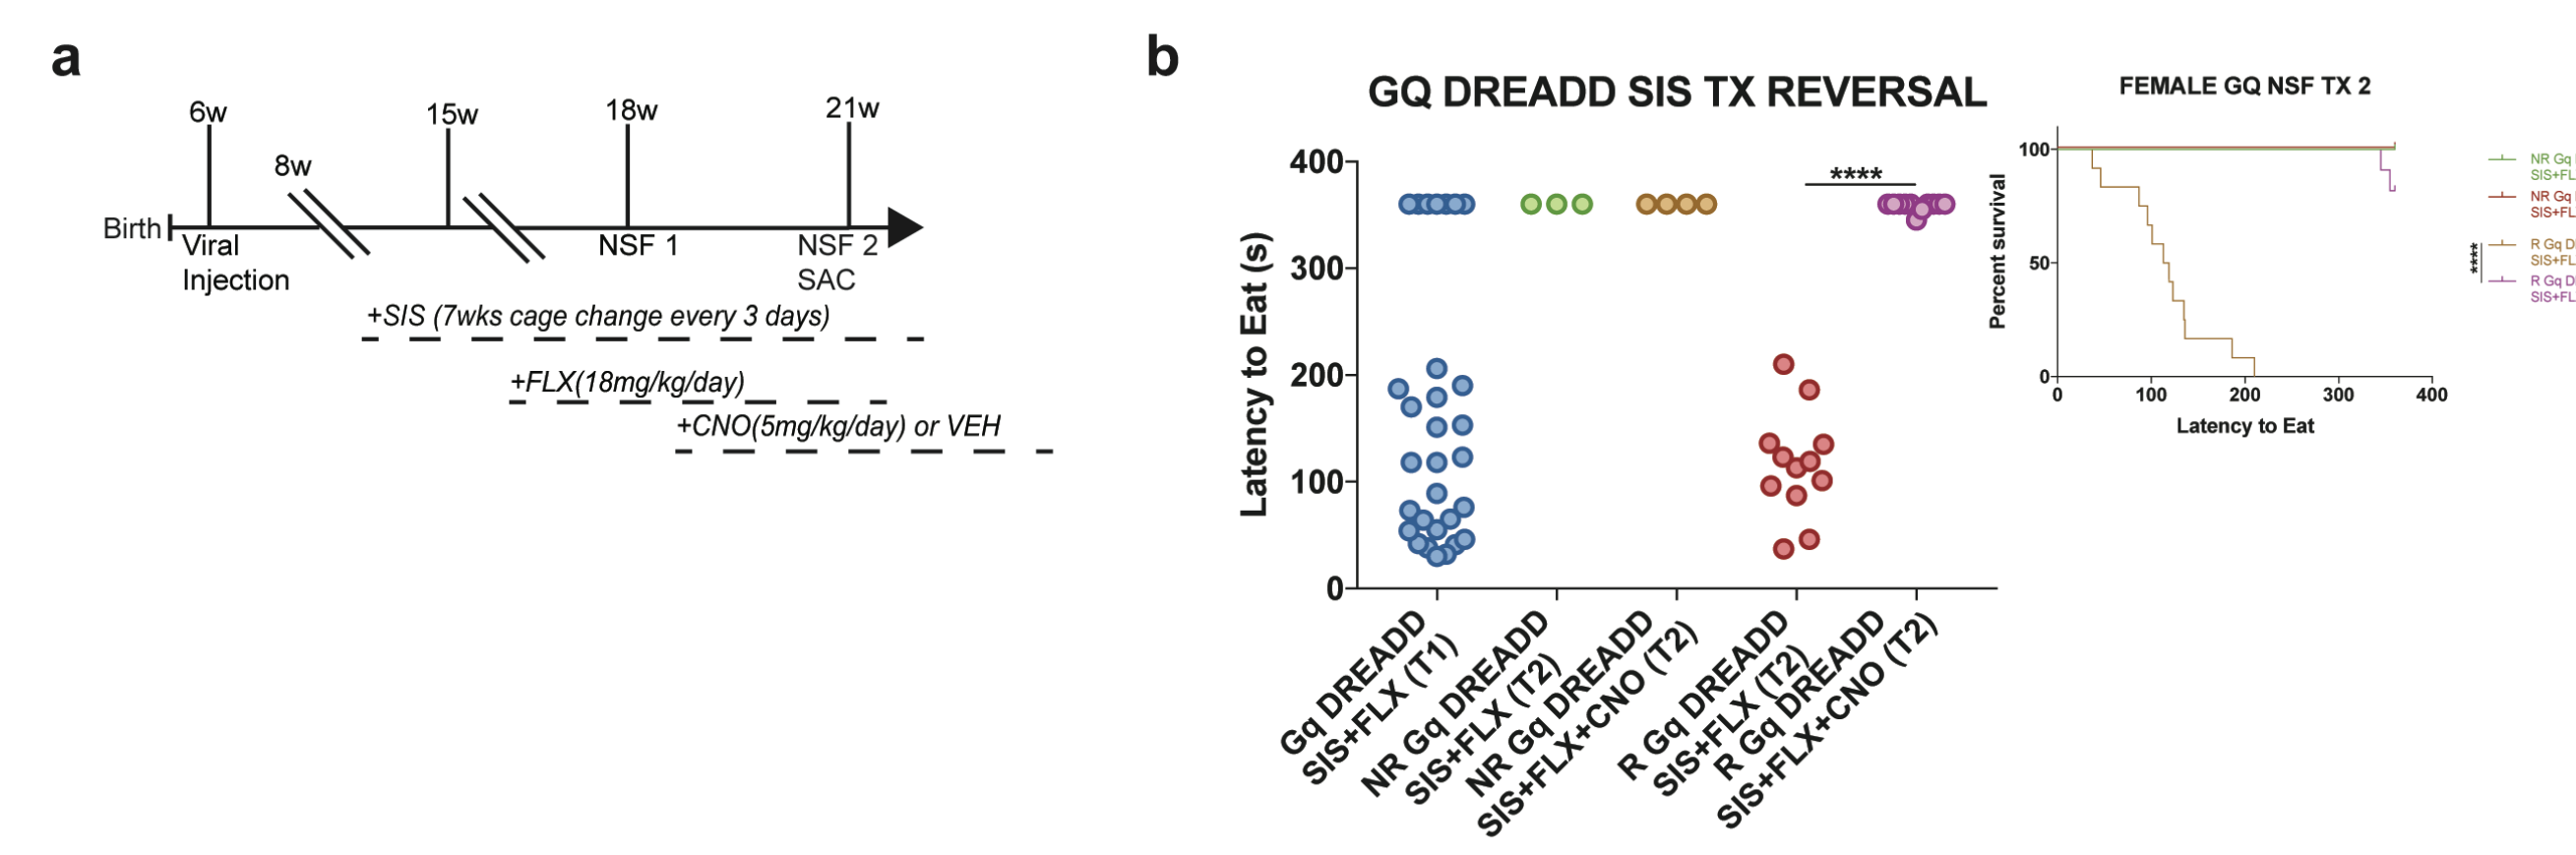 a
6w
8w
15w
18w
21w
Birth
Viral
Injection
NSF 1
NSF 2
SAC
+SIS (7wks cage change every 3 days)
+FLX(18mg/kg/day)
+CNO(5mg/kg/day) or VEH
b
GQ DREADD SIS TX REVERSAL
Latency to Eat (s)
400
300
200
100
0
****
Gq DREADD
SIS+FLX (T1)
NR Gq DREADD
SIS+FLX (T2)
NR Gq DREADD
SIS+FLX+CNO (T2)
R Gq DREADD
SIS+FLX (T2)
R Gq DREADD
SIS+FLX+CNO (T2)
FEMALE GQ NSF TX 2
Percent survival
100
50
0
0
100
200
300
400
Latency to Eat
NR Gq
SIS+FL
NR Gq
SIS+FL
R Gq D
SIS+FL
R Gq D
SIS+FL
****